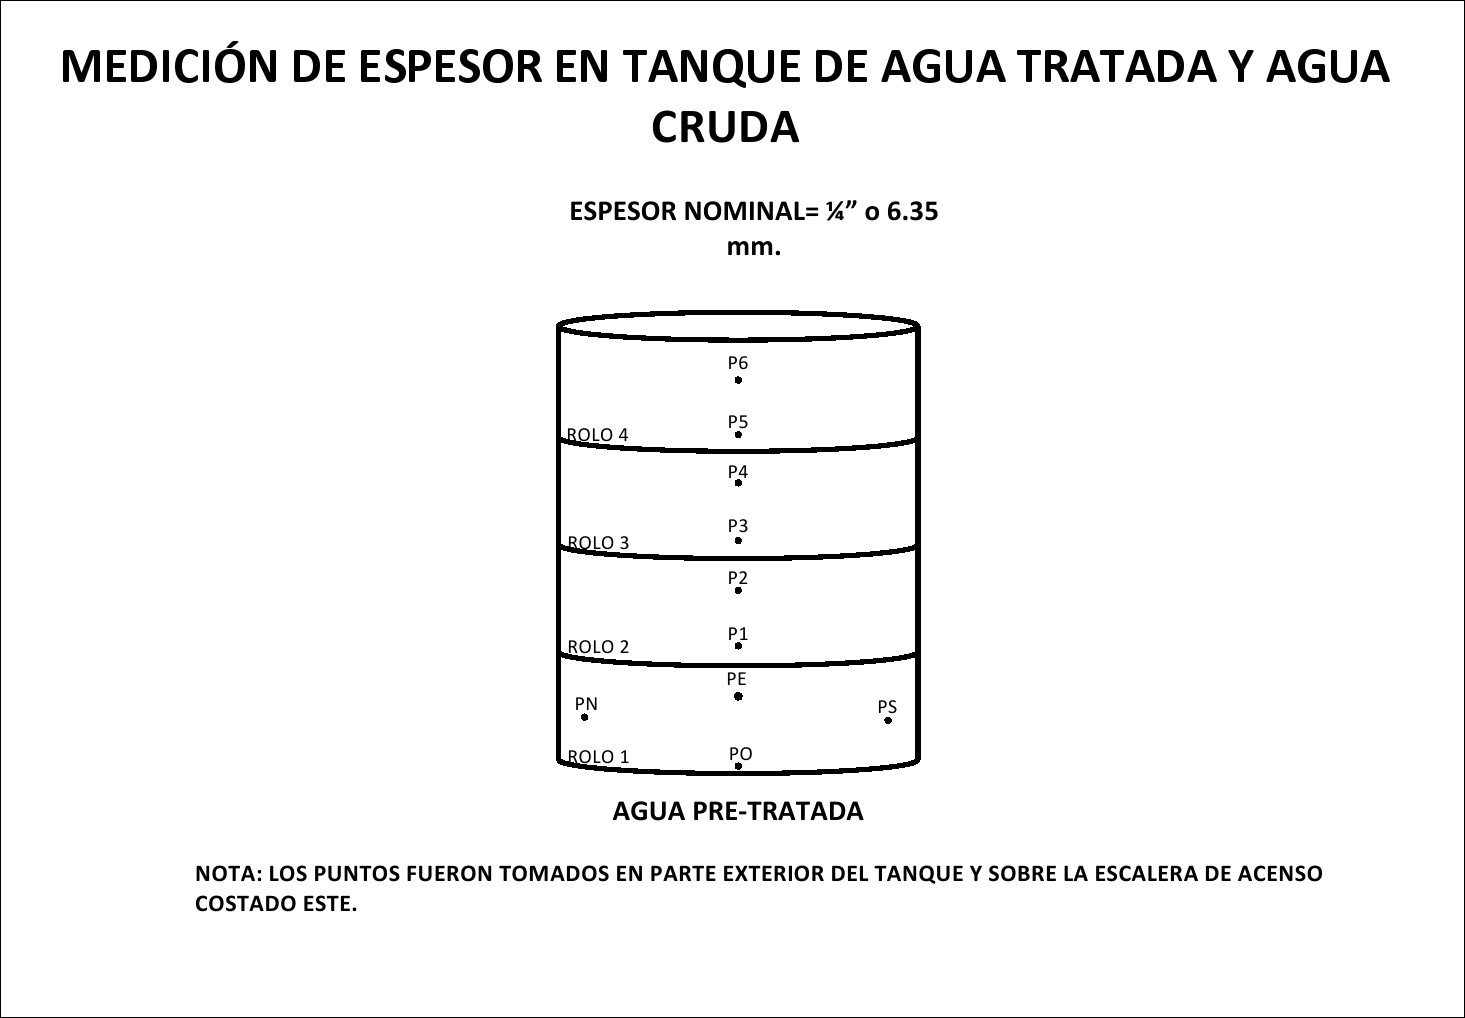 MEDICIÓN DE ESPESOR EN TANQUE DE AGUA TRATADA Y AGUA
CRUDA
ESPESOR NOMINAL= ¼” o 6.35
mm.
P6
P5
ROLO 4
P4
P3
ROLO 3
P2
P1
ROLO 2
PE
PN
PS
PO
ROLO 1
AGUA PRE-TRATADA
NOTA: LOS PUNTOS FUERON TOMADOS EN PARTE EXTERIOR DEL TANQUE Y SOBRE LA ESCALERA DE ACENSO
COSTADO ESTE.